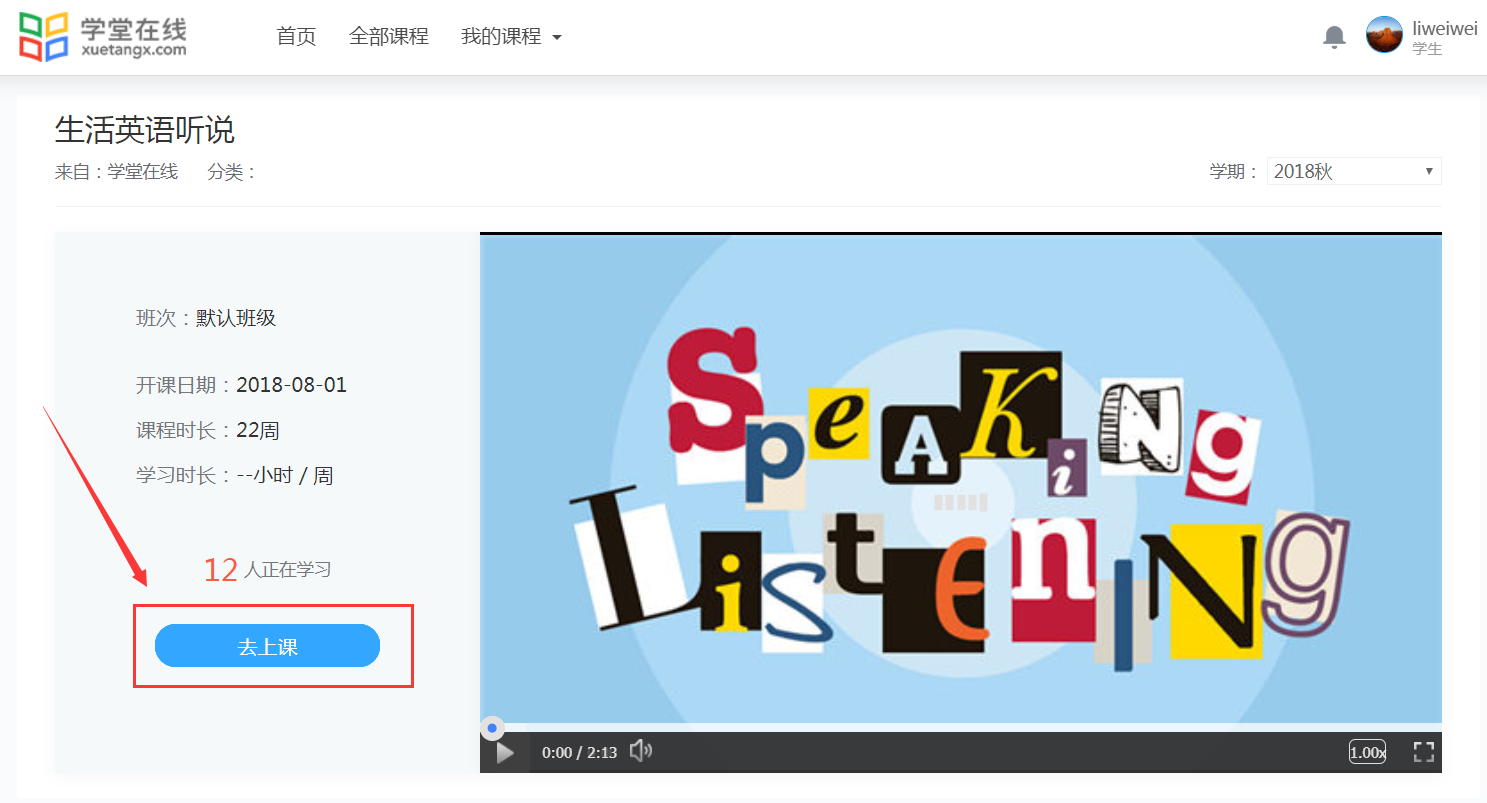 学堂在线
xuetangx.com
首页 全部课程 我的课程
liweiwei
学生
生活英语听说
来自：学堂在线 分类：
学期： 2018秋
班次：默认班级
开课日期：2018-08-01
课程时长：22周
学习时长：--小时 / 周
12 人正在学习
去上课
SpeAKiNg
LiStENING
0:00 / 2:13
1.00x